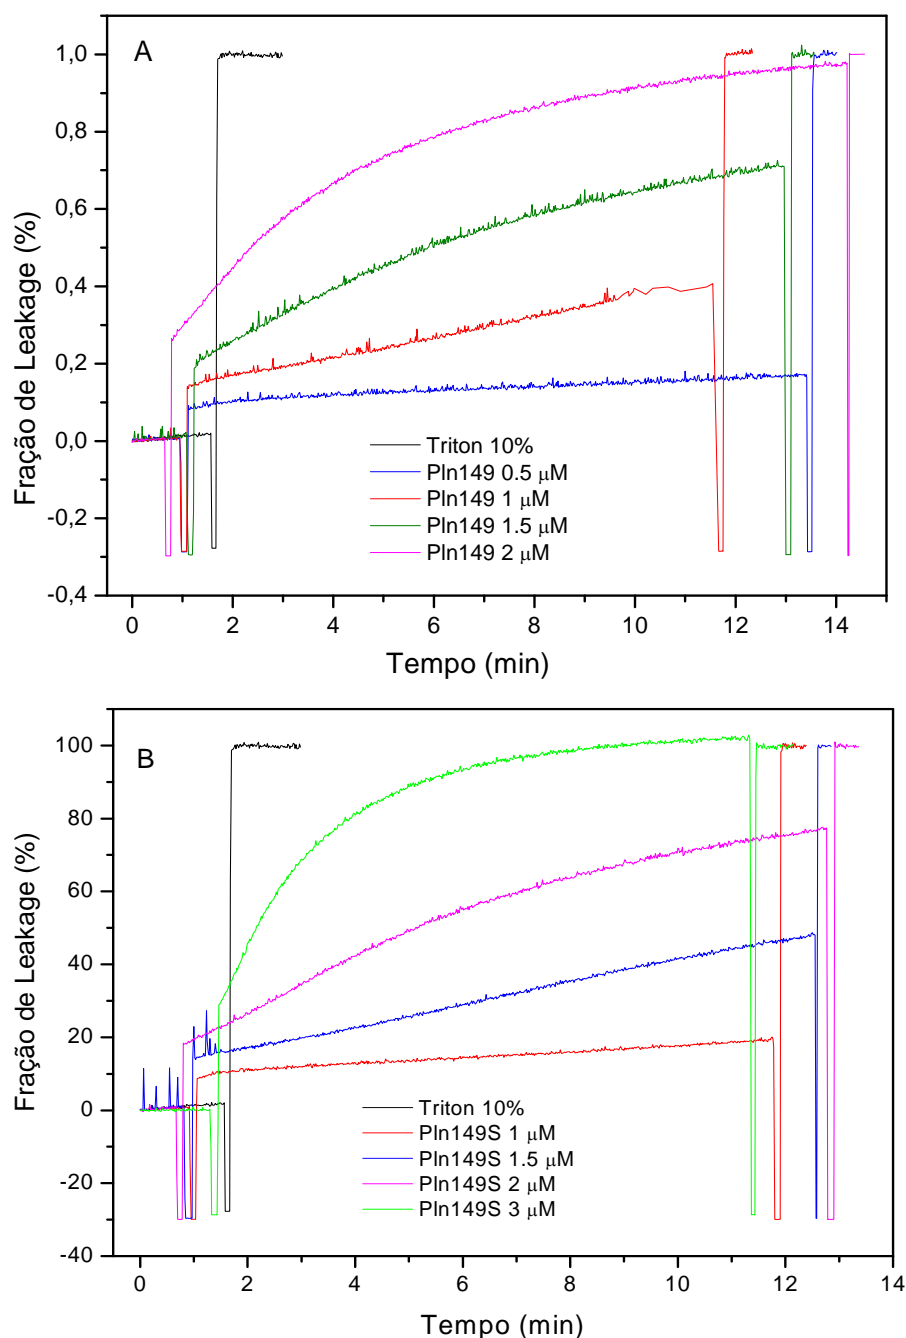 A
1,0
0,8
0,6
0,4
0,2
0,0
-0,2
-0,4
Fração de Leakage (%)
Triton 10%
Pln149 0.5 μM
Pln149 1 μM
Pln149 1.5 μM
Pln149 2 μM
0 2 4 6 8 10 12 14
Tempo (min)
B
100
80
60
40
20
0
-20
-40
Fração de Leakage (%)
Triton 10%
Pln149S 1 μM
Pln149S 1.5 μM
Pln149S 2 μM
Pln149S 3 μM
0 2 4 6 8 10 12 14
Tempo (min)